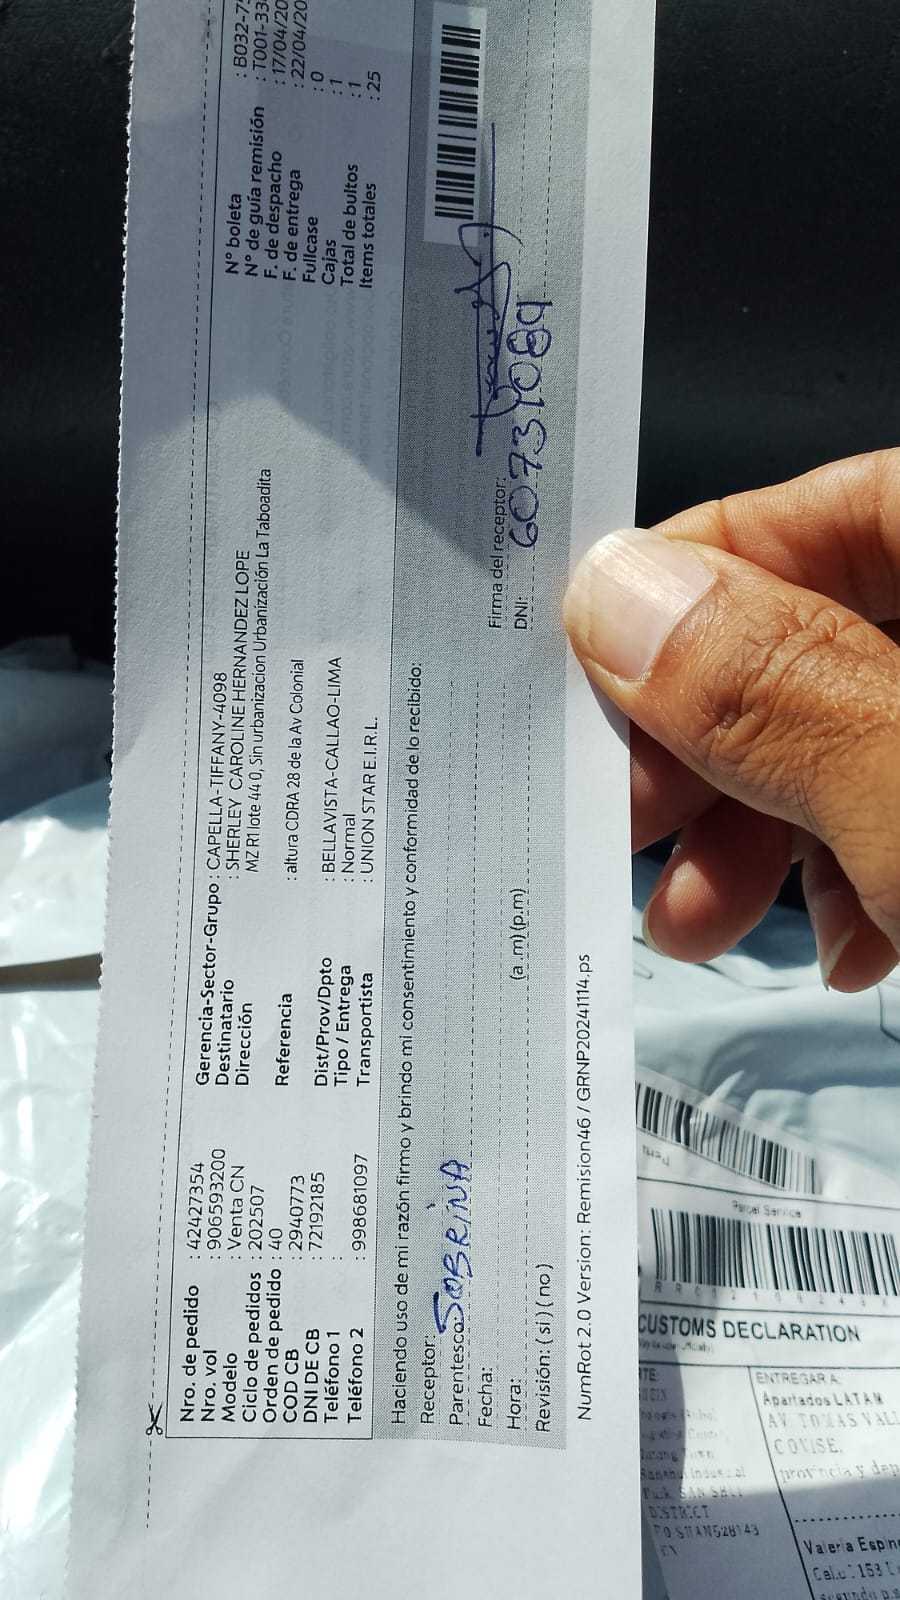 Nro. de pedido : 42427354
Nro. vol : 906593200
Modelo : Venta CN
Ciclo de pedidos : 202507
Orden de pedido : 40
COD CB : 2940773
DNI DE CB : 72192185
Teléfono 1 :
Teléfono 2 : 998681097
Gerencia-Sector-Grupo : CAPELLA-TIFFANY-4098
Destinatario : SHERLEY CAROLINE HERNANDEZ LOPE
Dirección MZ R1 lote 44 0, Sin urbanizacion Urbanización La Taboadita
Referencia : altura CDRA 28 de la Av Colonial
Dist/Prov/Dpto : BELLAVISTA-CALLAO-LIMA
Tipo / Entrega : Normal
Transportista : UNION STAR E.I.R.L.
N° boleta : B032-7
N° de guía remisión : T001-33
F. de despacho : 17/04/20
F. de entrega : 22/04/20
Fullcase : 0
Cajas : 1
Total de bultos : 1
Items totales : 25
Haciendo uso de mi razón firmo y brindo mi consentimiento y conformidad de lo recibido:
Receptor:
Parentesco: SOBRINA
Fecha:
Hora: (a .m) (p.m)
Revisión: ( si ) ( no )
Firma del receptor:
DNI: 60731089
NumRot 2.0 Version: Remision46 / GRNP20241114.ps
Parcel Service
CUSTOMS DECLARATION
ENTREGAR A:
Apartados LATAM
AV TOMAS VALL
COVISE,
provincia y dep
Town
Industrial
DISTRICT
Valeria Espin